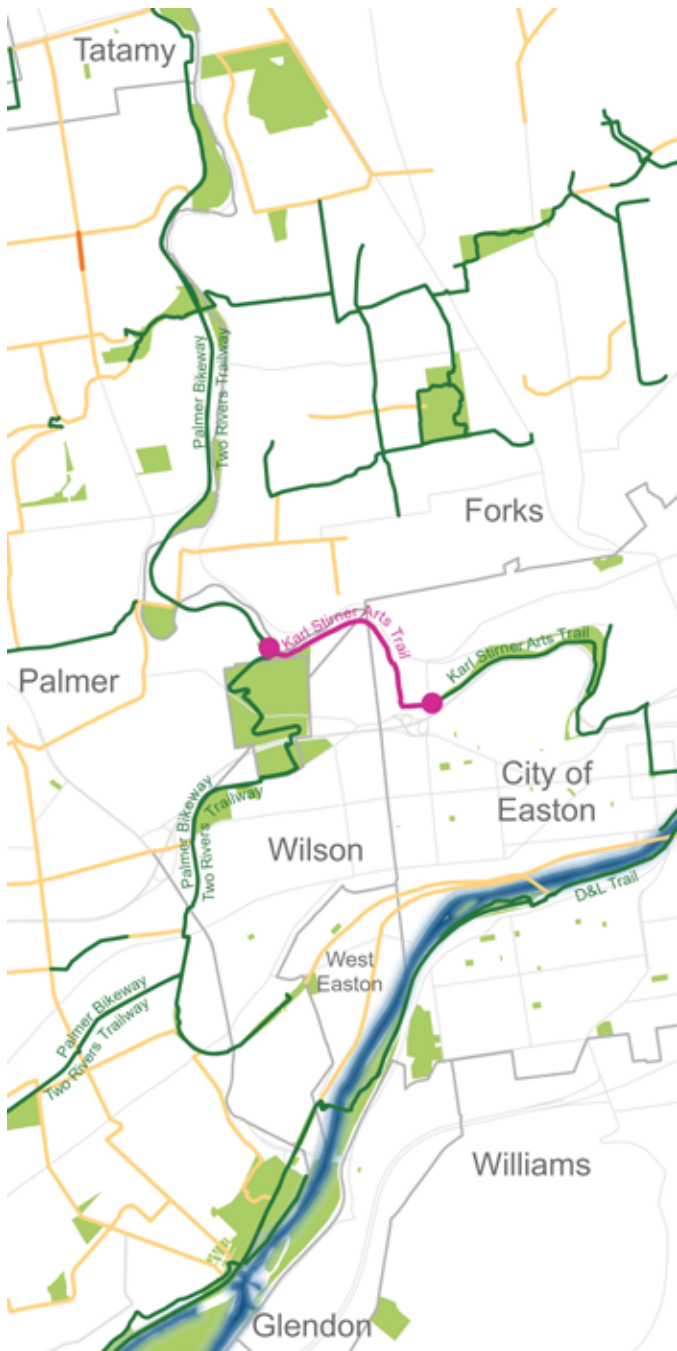 Tatamy
Palmer Bikeway
Two Rivers Trailway
Forks
Karl Stirner Arts Trail
Karl Stirner Arts Trail
Palmer
City of
Easton
Palmer Bikeway
Two Rivers Trailway
Wilson
D&L Trail
West
Easton
Palmer Bikeway
Two Rivers Trailway
Williams
Glendon